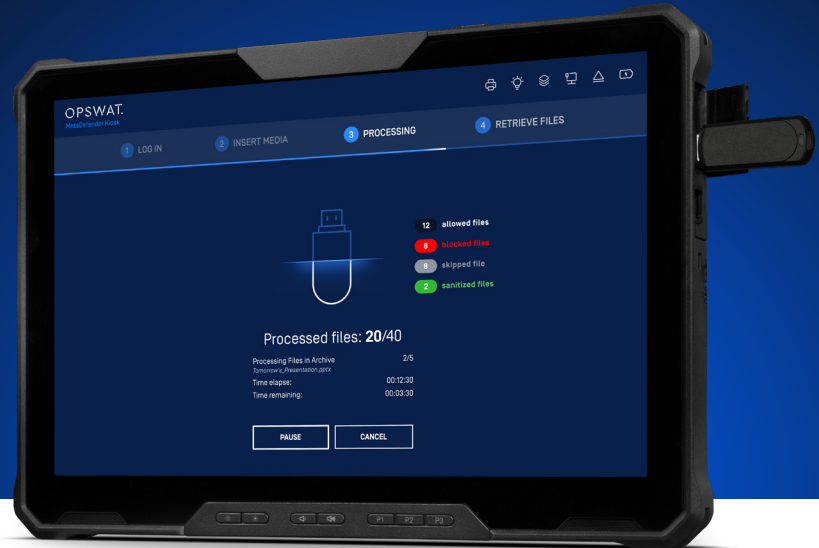 OPSWAT.
MetaDefender Kiosk
1 LOG IN
2 INSERT MEDIA
3 PROCESSING
4 RETRIEVE FILES
12 allowed files
0 blocked files
0 skipped file
2 sanitized files
Processed files: 20/40
Processing Files in Archive 2/5
Tomorrow's_Presentation.pptx
Time elapse: 00:12:30
Time remaining: 00:03:30
PAUSE
CANCEL
P1 P2 P3